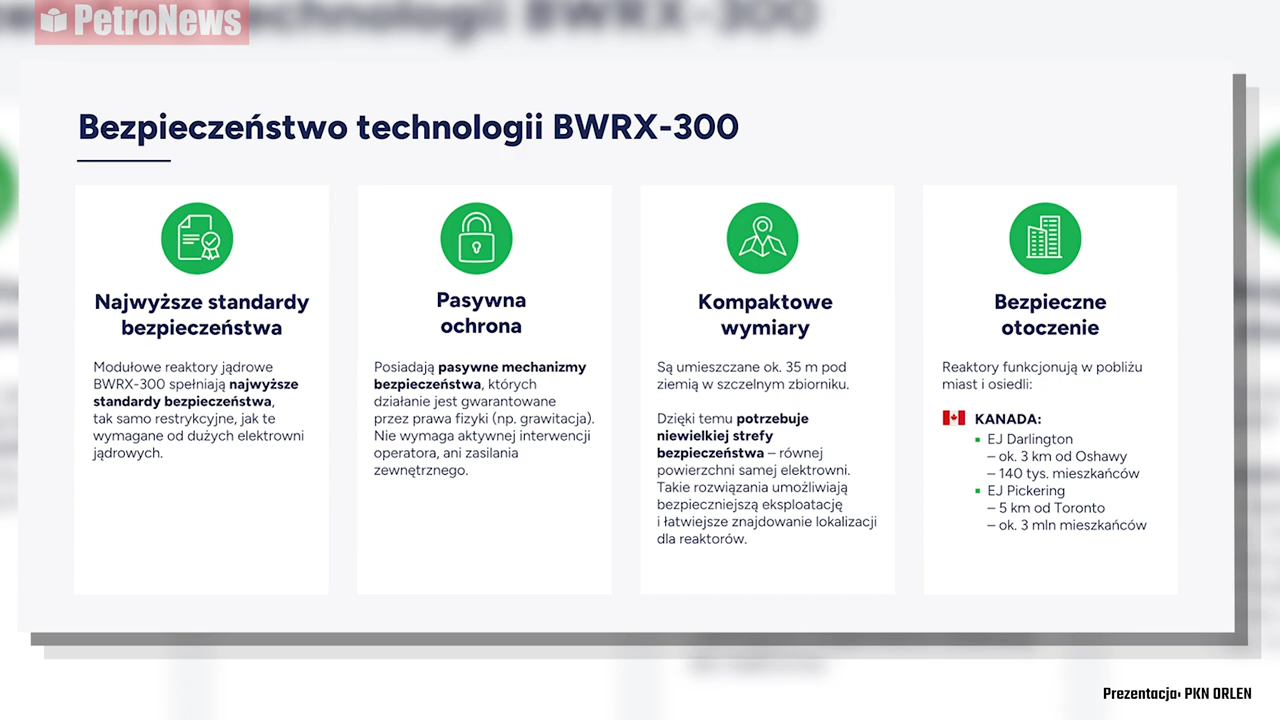 PetroNews
Bezpieczeństwo technologii BWRX-300
Najwyższe standardy
bezpieczeństwa
Modułowe reaktory jądrowe
BWRX-300 spełniają najwyższe
standardy bezpieczeństwa,
tak samo restrykcyjne, jak te
wymagane od dużych elektrowni
jądrowych.
Pasywna
ochrona
Posiadają pasywne mechanizmy
bezpieczeństwa, których
działanie jest gwarantowane
przez prawa fizyki (np. grawitacja).
Nie wymaga aktywnej interwencji
operatora, ani zasilania
zewnętrznego.
Kompaktowe
wymiary
Są umieszczane ok. 35 m pod
ziemią w szczelnym zbiorniku.
Dzięki temu potrzebuje
niewielkiej strefy
bezpieczeństwa – równej
powierzchni samej elektrowni.
Takie rozwiązania umożliwiają
bezpieczniejszą eksploatację
i łatwiejsze znajdowanie lokalizacji
dla reaktorów.
Bezpieczne
otoczenie
Reaktory funkcjonują w pobliżu
miast i osiedli:
KANADA:
▪ EJ Darlington
– ok. 3 km od Oshawy
– 140 tys. mieszkańców
▪ EJ Pickering
– 5 km od Toronto
– ok. 3 mln mieszkańców
Prezentacja: PKN ORLEN